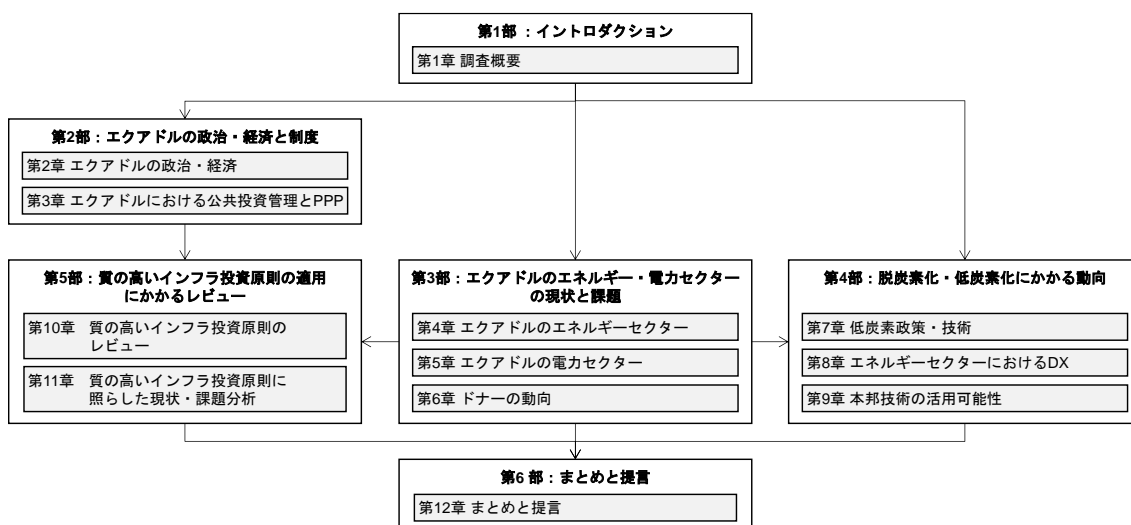 第1部：イントロダクション
第1章 調査概要
第2部：エクアドルの政治・経済と制度
第2章 エクアドルの政治・経済
第3章 エクアドルにおける公共投資管理とPPP
第5部：質の高いインフラ投資原則の適用
にかかるレビュー
第10章 質の高いインフラ投資原則の
レビュー
第11章 質の高いインフラ投資原則に
照らした現状・課題分析
第3部：エクアドルのエネルギー・電力セクター
の現状と課題
第4章 エクアドルのエネルギーセクター
第5章 エクアドルの電力セクター
第6章 ドナーの動向
第4部：脱炭素化・低炭素化にかかる動向
第7章 低炭素政策・技術
第8章 エネルギーセクターにおけるDX
第9章 本邦技術の活用可能性
第6 部：まとめと提言
第12章 まとめと提言